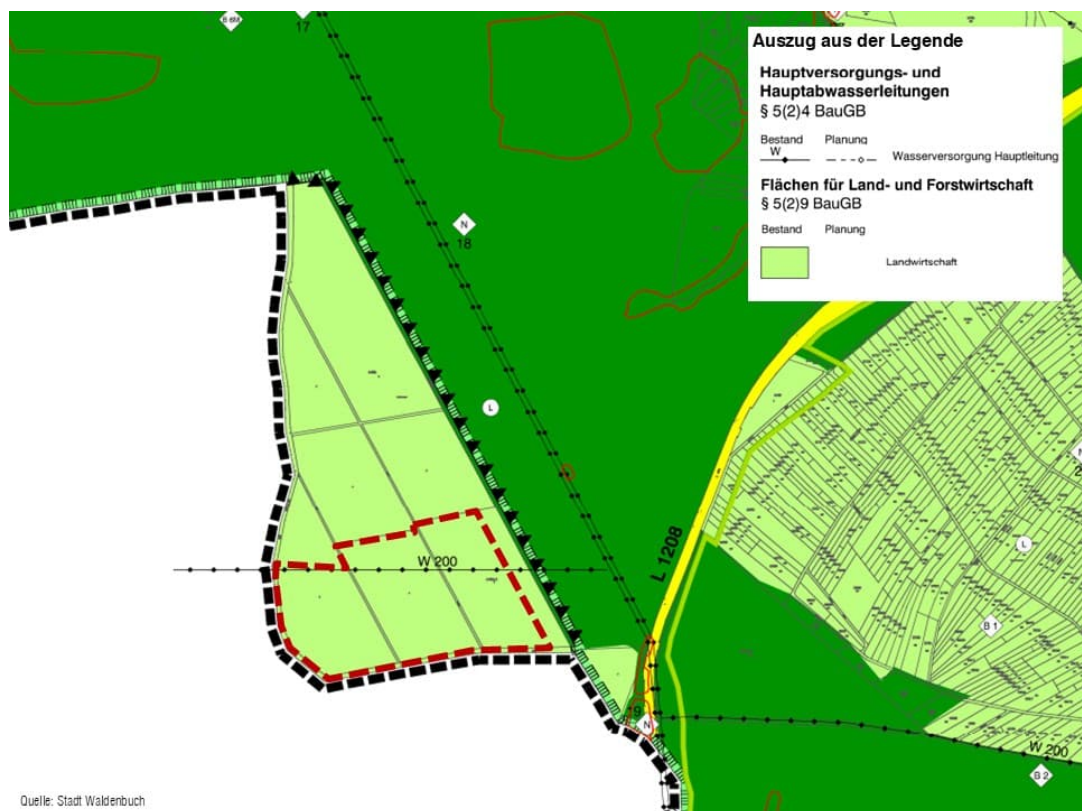 B 6M
17
Auszug aus der Legende
Hauptversorgungs- und
Hauptabwasserleitungen
§ 5(2)4 BauGB
Bestand Planung
W
Wasserversorgung Hauptleitung
Flächen für Land- und Forstwirtschaft
§ 5(2)9 BauGB
Bestand Planung
Landwirtschaft
N
18
L
N
2
L 1208
W 200
L
B 1
19
N
W 200
B 2
Quelle: Stadt Waldenbuch